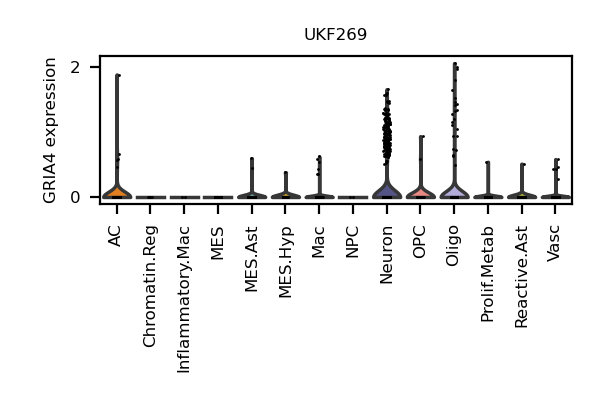 UKF269
GRIA4 expression
2
0
AC
Chromatin.Reg
Inflammatory.Mac
MES
MES.Ast
MES.Hyp
Mac
NPC
Neuron
OPC
Oligo
Prolif.Metab
Reactive.Ast
Vasc